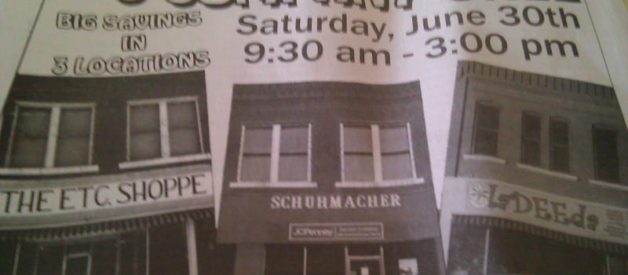 BIG SAVINGS
IN
3 LOCATIONS
Saturday, June 30th
9:30 am - 3:00 pm
THE ETC. SHOPPE
SCHUHMACHER
JCPenney
LaDEEda